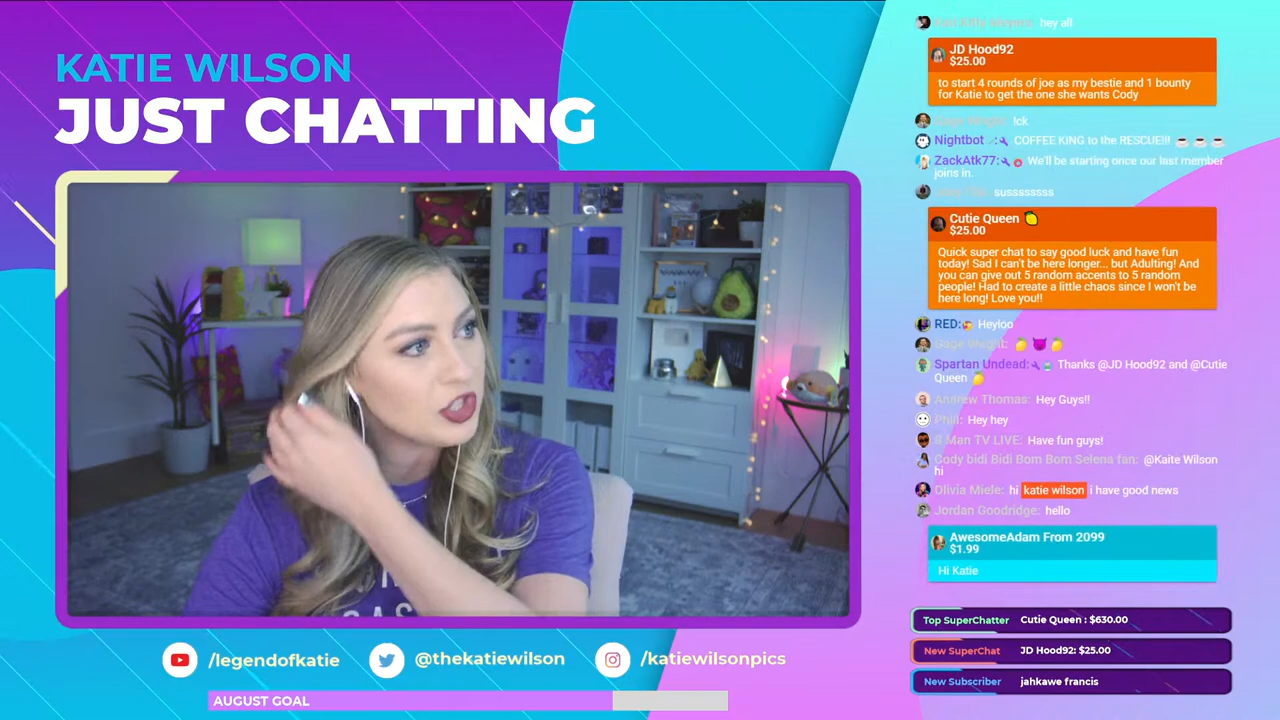 KATIE WILSON
JUST CHATTING
hey all
JD Hood92
$25.00
to start 4 rounds of joe as my bestie and 1 bounty
for Katie to get the one she wants Cody
!ck
Nightbot : COFFEE KING to the RESCUE!!! ☕ ☕ ☕
ZackAtk77: We'll be starting once our last member
joins in.
sussssssss
Cutie Queen 🍋
$25.00
Quick super chat to say good luck and have fun
today! Sad I can't be here longer... but Adulting! And
you can give out 5 random accents to 5 random
people! Had to create a little chaos since I won't be
here long! Love you!!
RED: Heyloo
Gage Wright: 🍋 😈 🍋
Spartan Undead: Thanks @JD Hood92 and @Cutie
Queen 🍋
Andrew Thomas: Hey Guys!!
Phill: Hey hey
B Man TV LIVE: Have fun guys!
Cody bidi Bidi Bom Bom Selena fan: @Kaite Wilson
hi
Olivia Miele: hi katie wilson i have good news
Jordan Goodridge: hello
AwesomeAdam From 2099
$1.99
Hi Katie
Top SuperChatter Cutie Queen : $630.00
New SuperChat JD Hood92: $25.00
New Subscriber jahkawe francis
/legendofkatie @thekatiewilson /katiewilsonpics
AUGUST GOAL